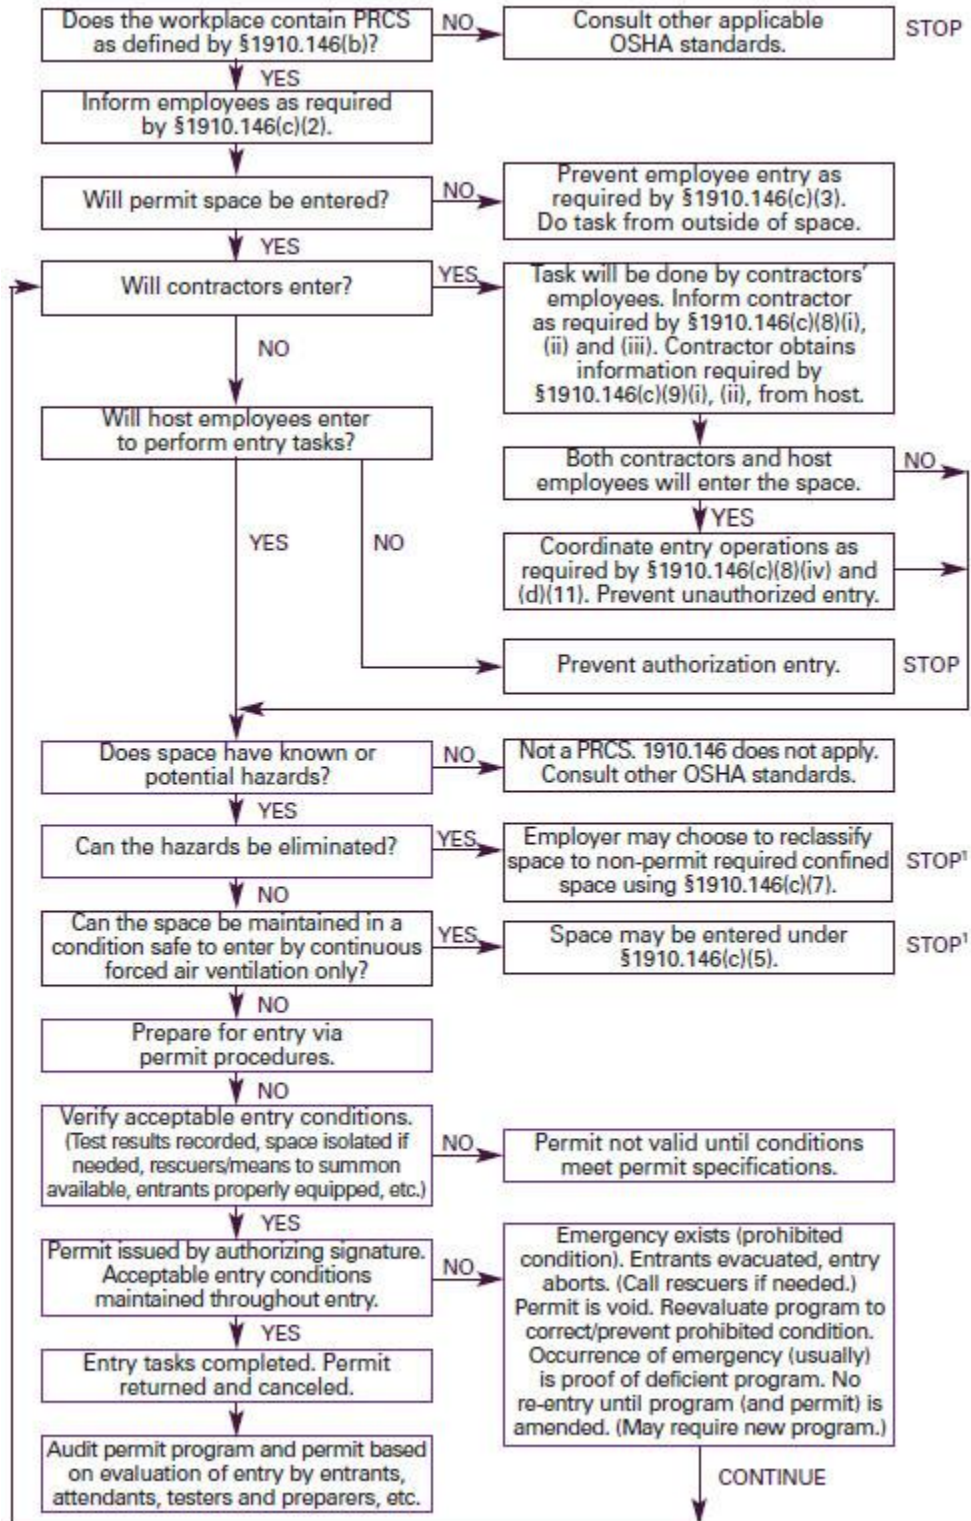 Does the workplace contain PRCS
as defined by §1910.146(b)?
NO
Consult other applicable
OSHA standards.
STOP
YES
Inform employees as required
by §1910.146(c)(2).
Will permit space be entered?
NO
Prevent employee entry as
required by §1910.146(c)(3).
Do task from outside of space.
YES
Will contractors enter?
YES
Task will be done by contractors'
employees. Inform contractor
as required by §1910.146(c)(8)(i),
(ii) and (iii). Contractor obtains
information required by
§1910.146(c)(9)(i), (ii), from host.
NO
Will host employees enter
to perform entry tasks?
Both contractors and host
employees will enter the space.
NO
YES
YES
NO
Coordinate entry operations as
required by §1910.146(c)(8)(iv) and
(d)(11). Prevent unauthorized entry.
Prevent authorization entry.
STOP
Does space have known or
potential hazards?
NO
Not a PRCS. 1910.146 does not apply.
Consult other OSHA standards.
YES
Can the hazards be eliminated?
YES
Employer may choose to reclassify
space to non-permit required confined
space using §1910.146(c)(7).
STOP¹
NO
Can the space be maintained in a
condition safe to enter by continuous
forced air ventilation only?
YES
Space may be entered under
§1910.146(c)(5).
STOP¹
NO
Prepare for entry via
permit procedures.
NO
Verify acceptable entry conditions.
(Test results recorded, space isolated if
needed, rescuers/means to summon
available, entrants properly equipped, etc.)
NO
Permit not valid until conditions
meet permit specifications.
YES
Permit issued by authorizing signature.
Acceptable entry conditions
maintained throughout entry.
NO
Emergency exists (prohibited
condition). Entrants evacuated, entry
aborts. (Call rescuers if needed.)
Permit is void. Reevaluate program to
correct/prevent prohibited condition.
Occurrence of emergency (usually)
is proof of deficient program. No
re-entry until program (and permit) is
amended. (May require new program.)
YES
Entry tasks completed. Permit
returned and canceled.
Audit permit program and permit based
on evaluation of entry by entrants,
attendants, testers and preparers, etc.
CONTINUE